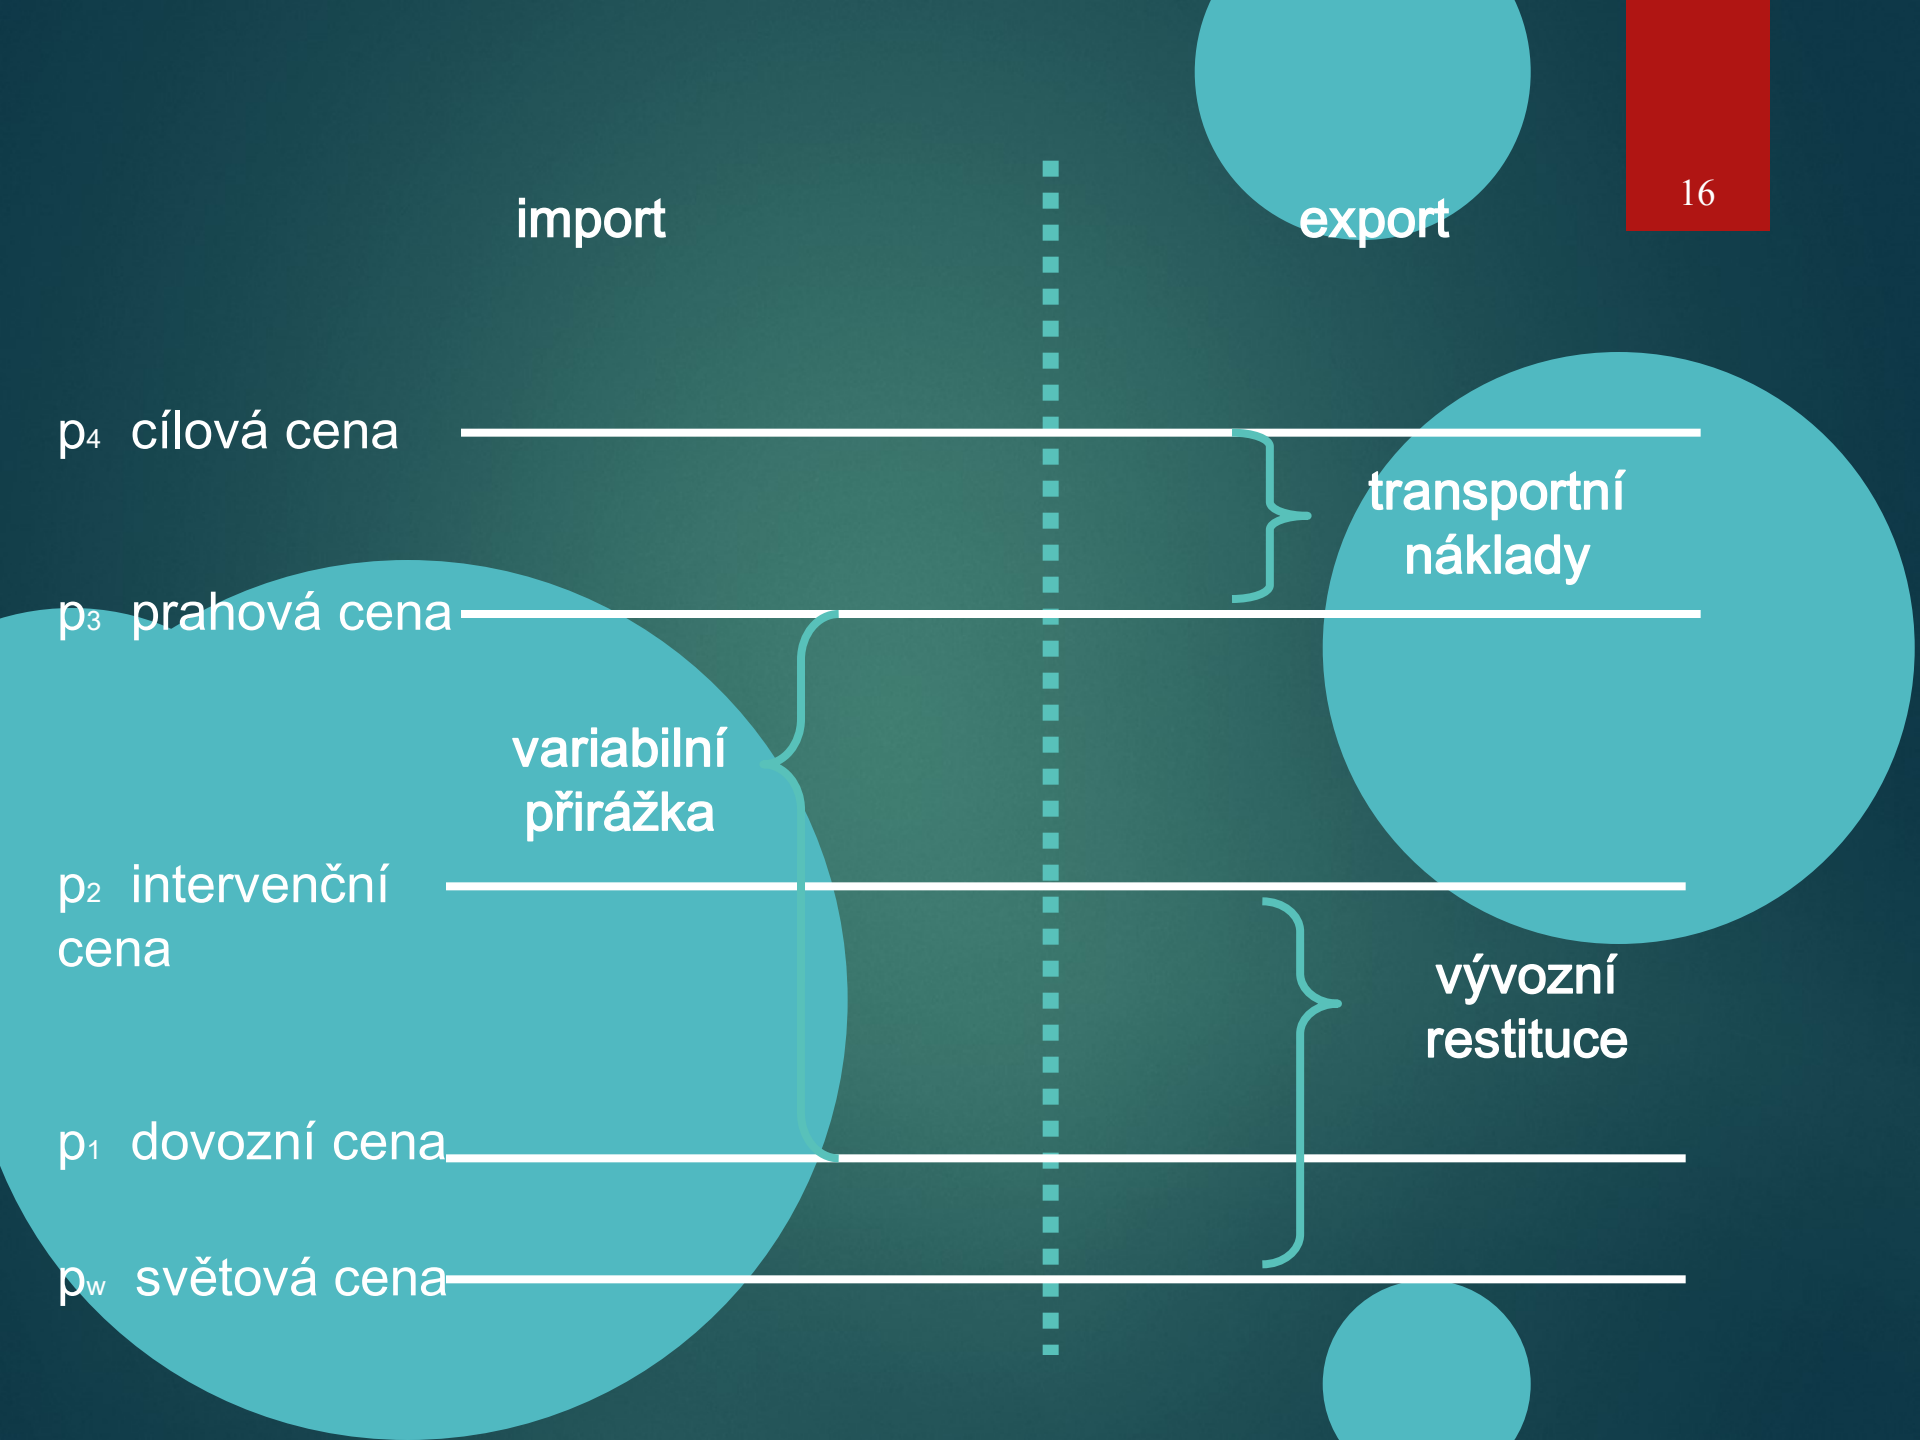 16
import
export
p4 cílová cena
transportní
náklady
p3 prahová cena
variabilní
přirážka
p2 intervenční
cena
vývozní
restituce
p1 dovozní cena
pw světová cena